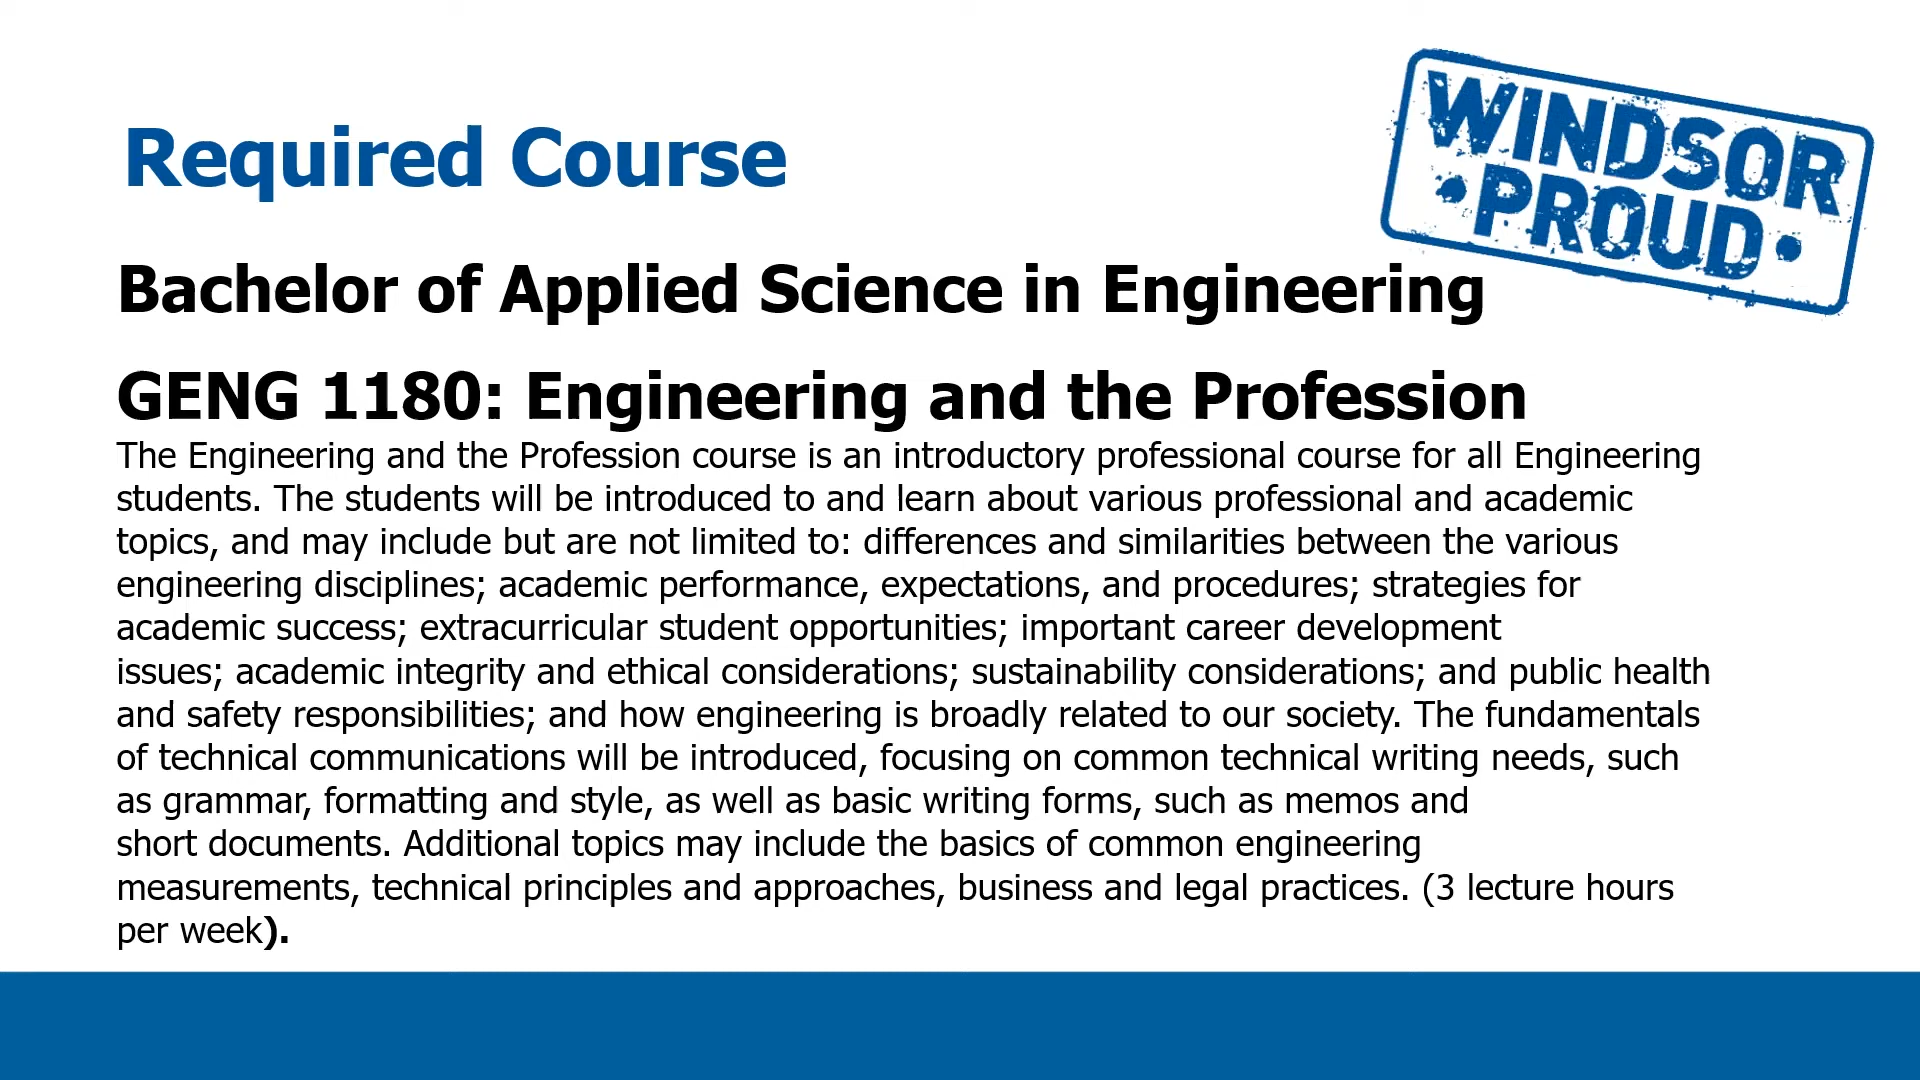 WINDSOR
• PROUD •
Required Course
Bachelor of Applied Science in Engineering
GENG 1180: Engineering and the Profession
The Engineering and the Profession course is an introductory professional course for all Engineering
students. The students will be introduced to and learn about various professional and academic
topics, and may include but are not limited to: differences and similarities between the various
engineering disciplines; academic performance, expectations, and procedures; strategies for
academic success; extracurricular student opportunities; important career development
issues; academic integrity and ethical considerations; sustainability considerations; and public health
and safety responsibilities; and how engineering is broadly related to our society. The fundamentals
of technical communications will be introduced, focusing on common technical writing needs, such
as grammar, formatting and style, as well as basic writing forms, such as memos and
short documents. Additional topics may include the basics of common engineering
measurements, technical principles and approaches, business and legal practices. (3 lecture hours
per week).